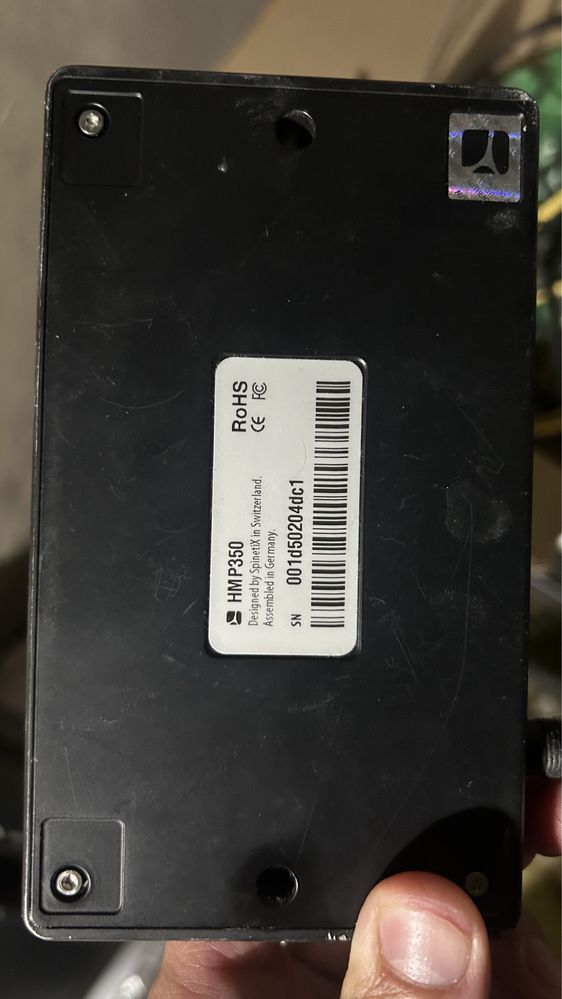 HMP350
Designed by SpinetiX in Switzerland.
Assembled in Germany.
RoHS
CE FC
SN 001d50204dc1